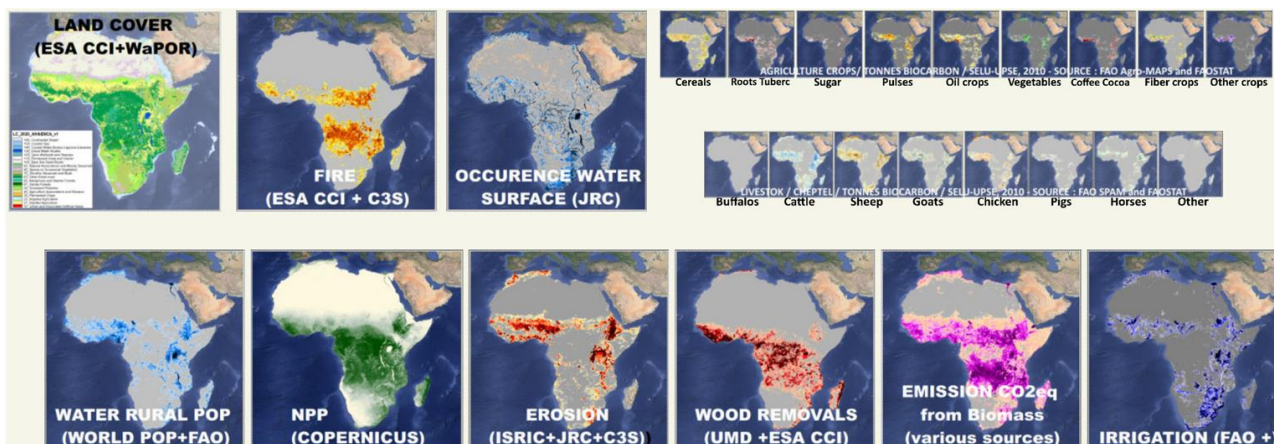 LAND COVER
(ESA CCI+WaPOR)
FIRE
(ESA CCI + C3S)
OCCURENCE WATER
SURFACE (JRC)
AGRICULTURE CROPS/ TONNES BIOCARBON / SELU-UPSE, 2010 - SOURCE : FAO Agro-MAPS and FAOSTAT
Cereals Roots Tuberc Sugar Pulses Oil crops Vegetables Coffee Cocoa Fiber crops Other crops
LIVESTOK / CHEPTEL / TONNES BIOCARBON / SELU-UPSE, 2010 - SOURCE : FAO SPAM and FAOSTAT
Buffalos Cattle Sheep Goats Chicken Pigs Horses Other
WATER RURAL POP
(WORLD POP+FAO)
NPP
(COPERNICUS)
EROSION
(ISRIC+JRC+C3S))
WOOD REMOVALS
(UMD +ESA CCI)
EMISSION CO2eq
from Biomass
(various sources)
IRRIGATION (FAO +